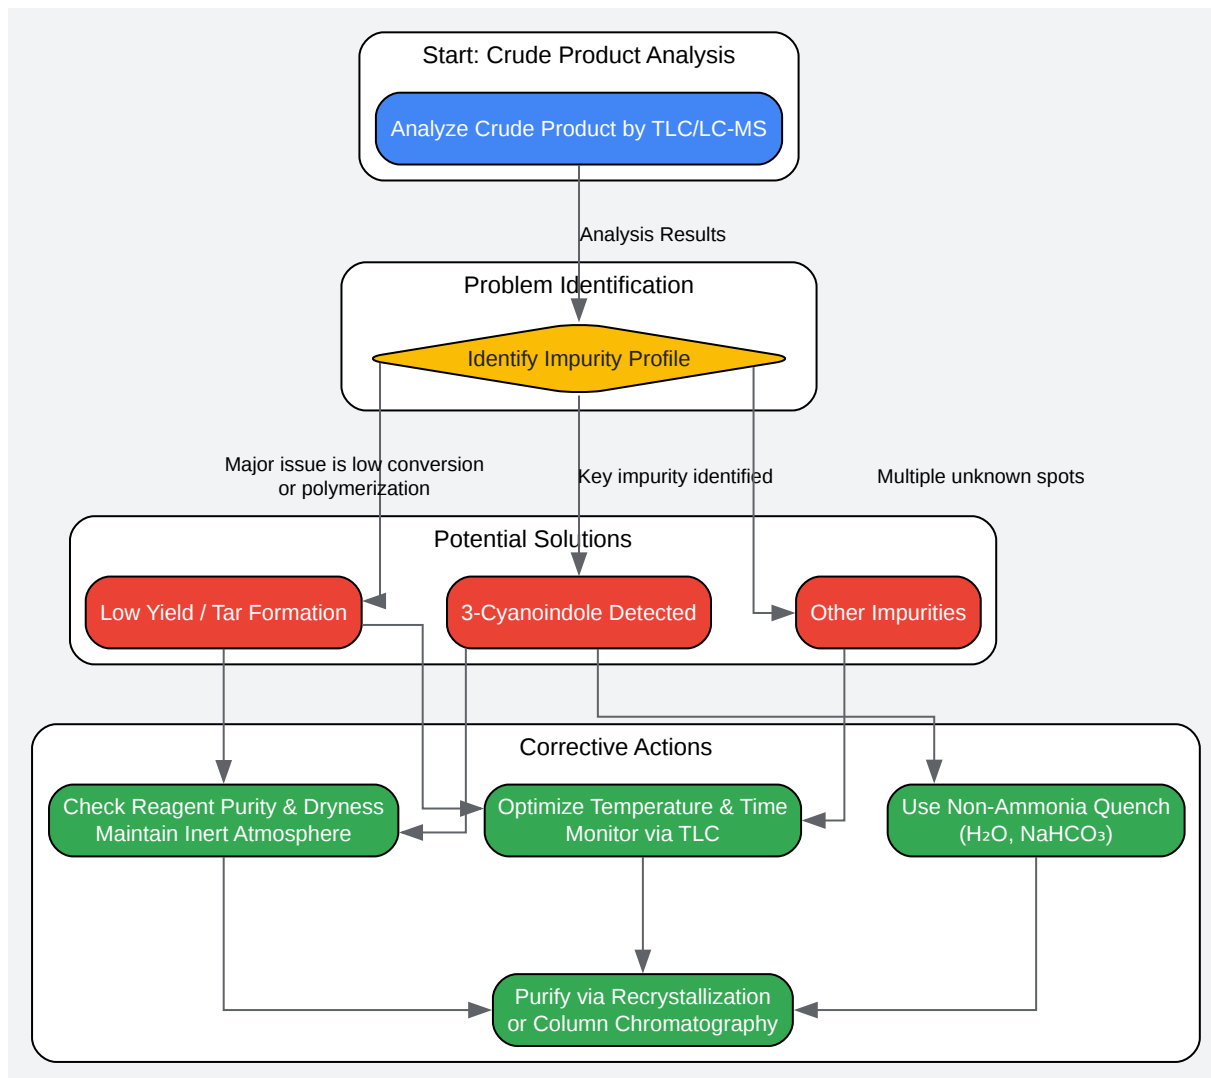 Start: Crude Product Analysis
Analyze Crude Product by TLC/LC-MS
Analysis Results
Problem Identification
Identify Impurity Profile
Major issue is low conversion
or polymerization
Key impurity identified
Multiple unknown spots
Potential Solutions
Low Yield / Tar Formation
3-Cyanoindole Detected
Other Impurities
Corrective Actions
Check Reagent Purity & Dryness
Maintain Inert Atmosphere
Optimize Temperature & Time
Monitor via TLC
Use Non-Ammonia Quench
(H₂O, NaHCO₃)
Purify via Recrystallization
or Column Chromatography